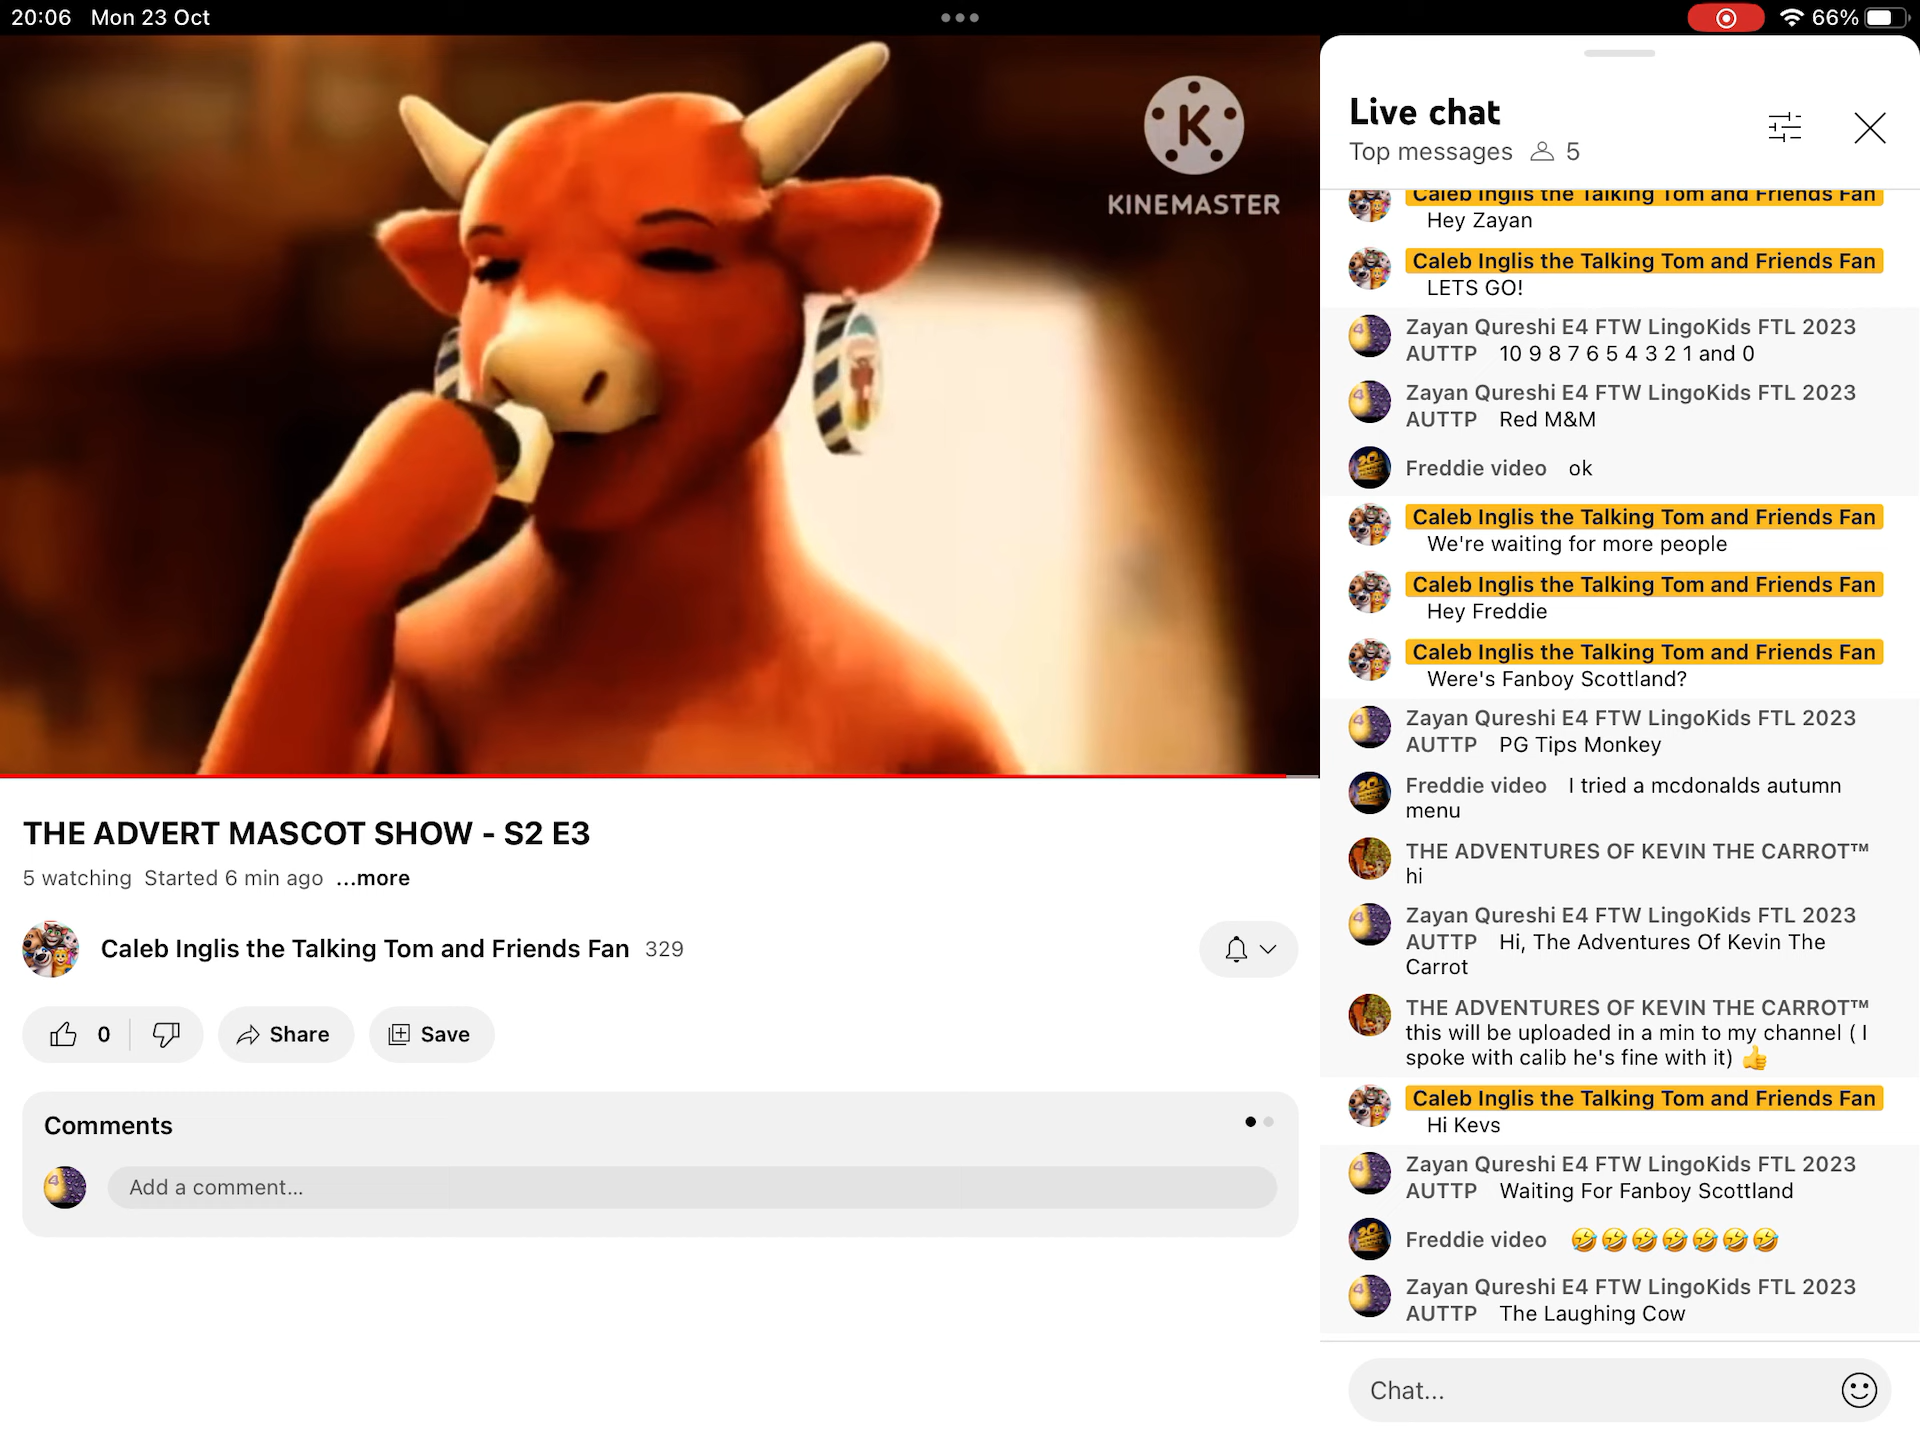 20:06 Mon 23 Oct
66%
K
KINEMASTER
THE ADVERT MASCOT SHOW - S2 E3
5 watching Started 6 min ago ...more
Caleb Inglis the Talking Tom and Friends Fan 329
0
Share
Save
Comments
Add a comment...
Live chat
Top messages 5
Caleb Inglis the Talking Tom and Friends Fan
Hey Zayan
Caleb Inglis the Talking Tom and Friends Fan
LETS GO!
Zayan Qureshi E4 FTW LingoKids FTL 2023
AUTTP 10 9 8 7 6 5 4 3 2 1 and 0
Zayan Qureshi E4 FTW LingoKids FTL 2023
AUTTP Red M&M
Freddie video ok
Caleb Inglis the Talking Tom and Friends Fan
We're waiting for more people
Caleb Inglis the Talking Tom and Friends Fan
Hey Freddie
Caleb Inglis the Talking Tom and Friends Fan
Were's Fanboy Scottland?
Zayan Qureshi E4 FTW LingoKids FTL 2023
AUTTP PG Tips Monkey
Freddie video I tried a mcdonalds autumn
menu
THE ADVENTURES OF KEVIN THE CARROT™
hi
Zayan Qureshi E4 FTW LingoKids FTL 2023
AUTTP Hi, The Adventures Of Kevin The
Carrot
THE ADVENTURES OF KEVIN THE CARROT™
this will be uploaded in a min to my channel ( I
spoke with calib he's fine with it) 👍
Caleb Inglis the Talking Tom and Friends Fan
Hi Kevs
Zayan Qureshi E4 FTW LingoKids FTL 2023
AUTTP Waiting For Fanboy Scottland
Freddie video 🤣🤣🤣🤣🤣🤣🤣
Zayan Qureshi E4 FTW LingoKids FTL 2023
AUTTP The Laughing Cow
Chat...